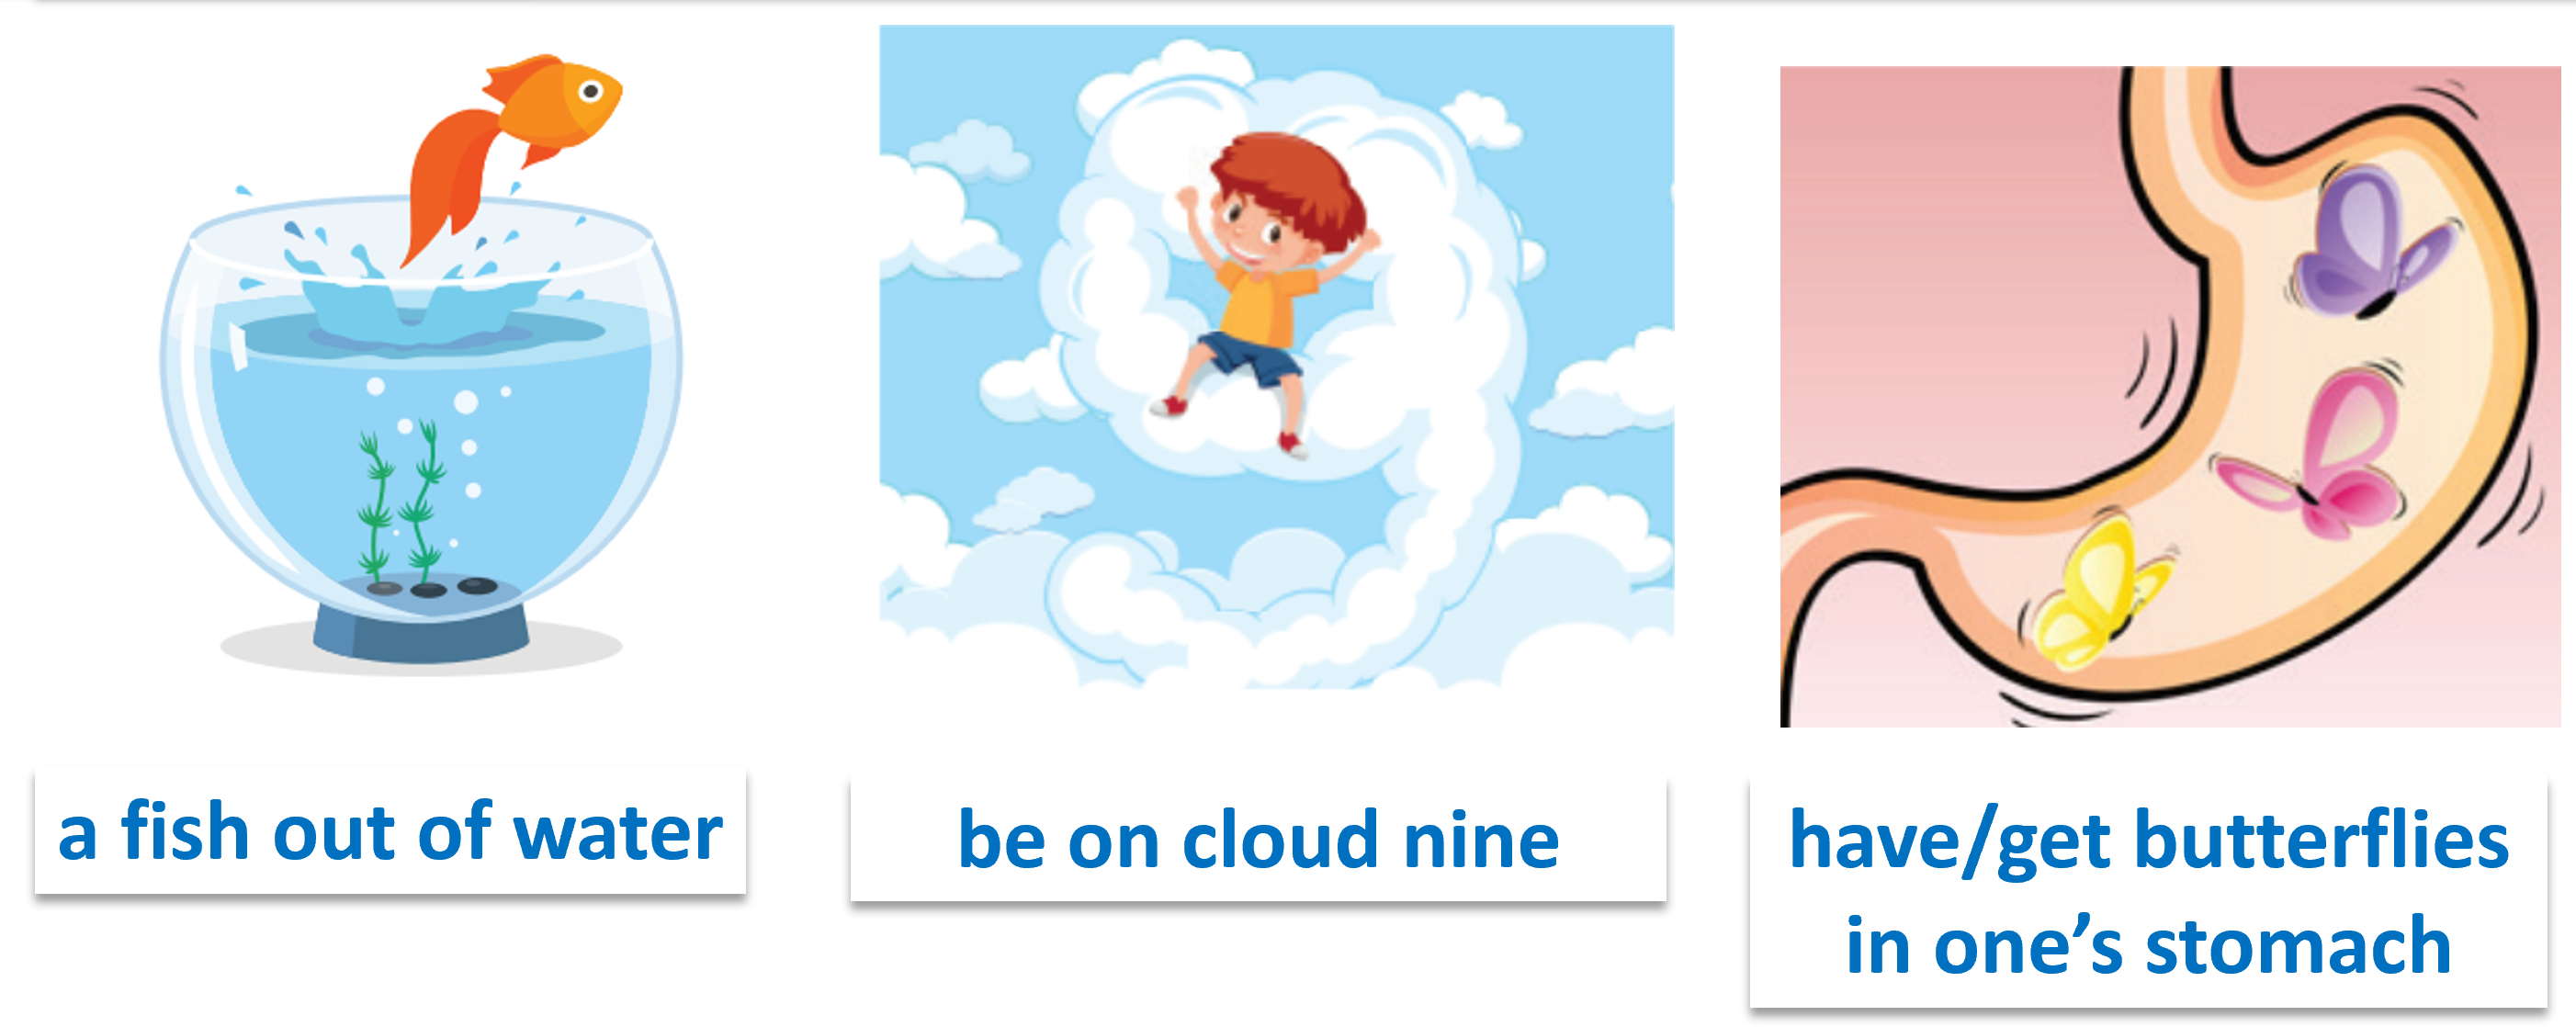 a fish out of water
be on cloud nine
have/get butterflies
in one’s stomach